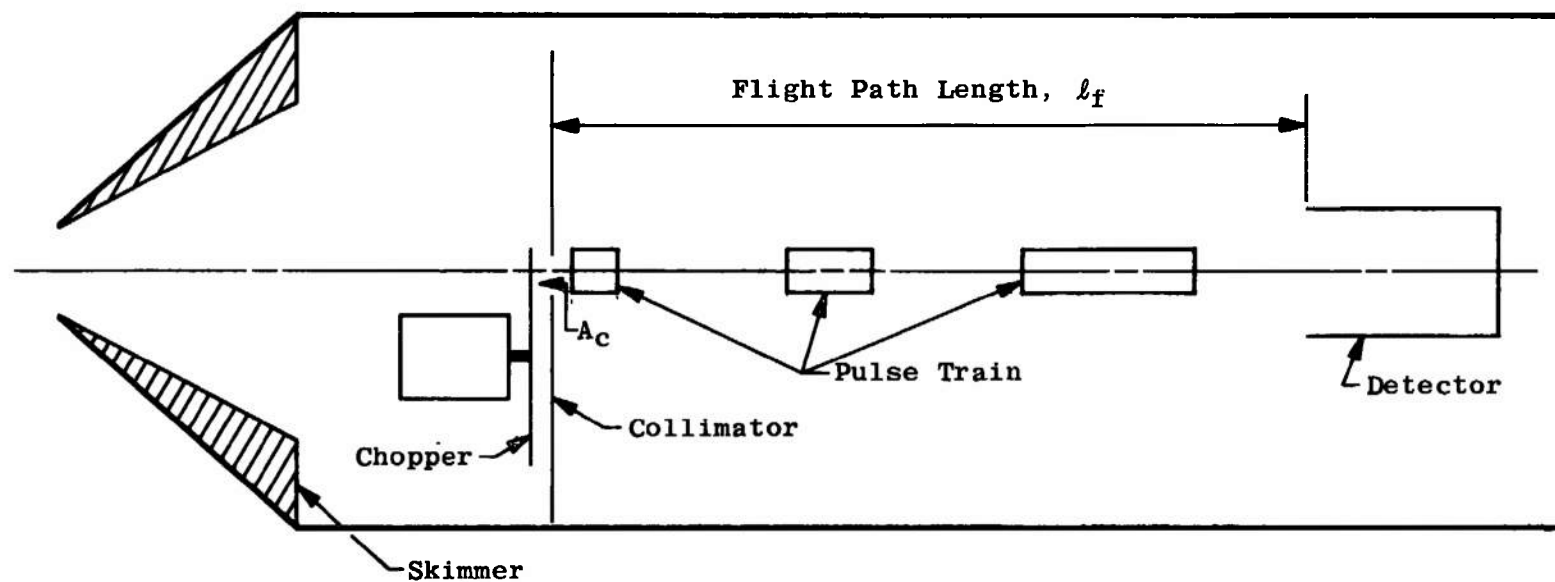 Flight Path Length, ℓf
Ac
Pulse Train
Detector
Collimator
Chopper
Skimmer